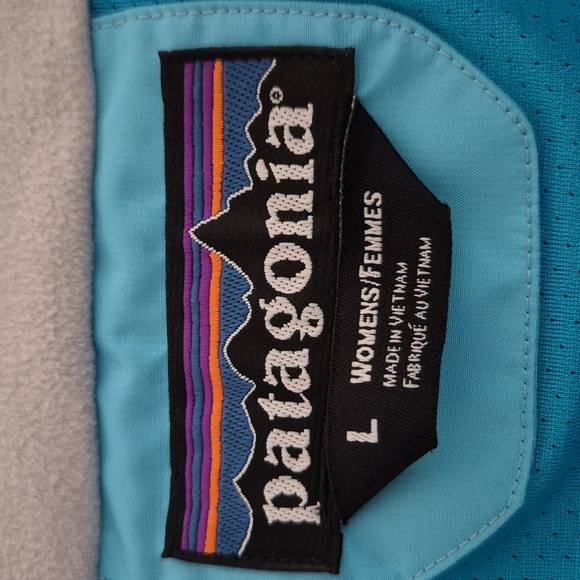 patagonia®
L WOMENS/FEMMES
MADE IN VIETNAM
FABRIQUÉ AU VIETNAM